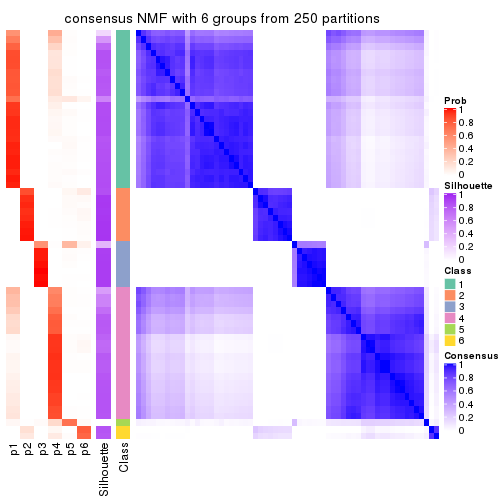 consensus NMF with 6 groups from 250 partitions
Prob
1
0.8
0.6
0.4
0.2
0
Silhouette
1
0.8
0.6
0.4
0.2
0
Class
1
2
3
4
5
6
Consensus
1
0.8
0.6
0.4
0.2
0
p1
p2
p3
p4
p5
p6
Silhouette
Class